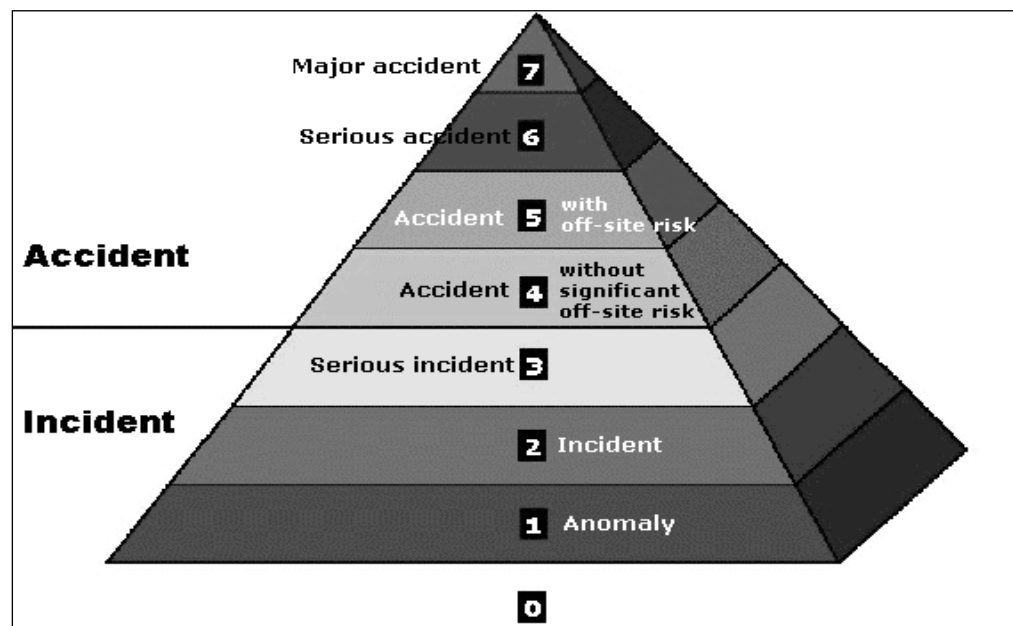 Major accident 7
Serious accident 6
Accident 5 with
off-site risk
Accident
Accident 4 without
significant
off-site risk
Serious incident 3
Incident
2 Incident
1 Anomaly
0